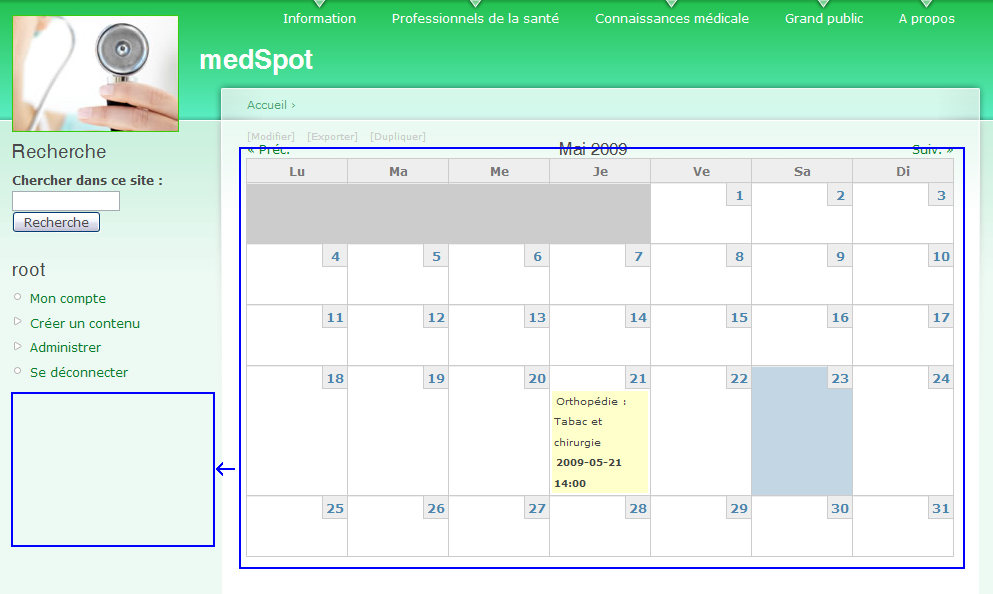 Information Professionnels de la santé Connaissances médicale Grand public A propos
medSpot
Accueil ›
[Modifier] [Exporter] [Dupliquer]
« Préc. Mai 2009 Suiv. »
Recherche
Chercher dans ce site :
Recherche
root
Mon compte
Créer un contenu
Administrer
Se déconnecter
Lu Ma Me Je Ve Sa Di
1 2 3
4 5 6 7 8 9 10
11 12 13 14 15 16 17
18 19 20 21 22 23 24
Orthopédie :
Tabac et
chirurgie
2009-05-21
14:00
25 26 27 28 29 30 31